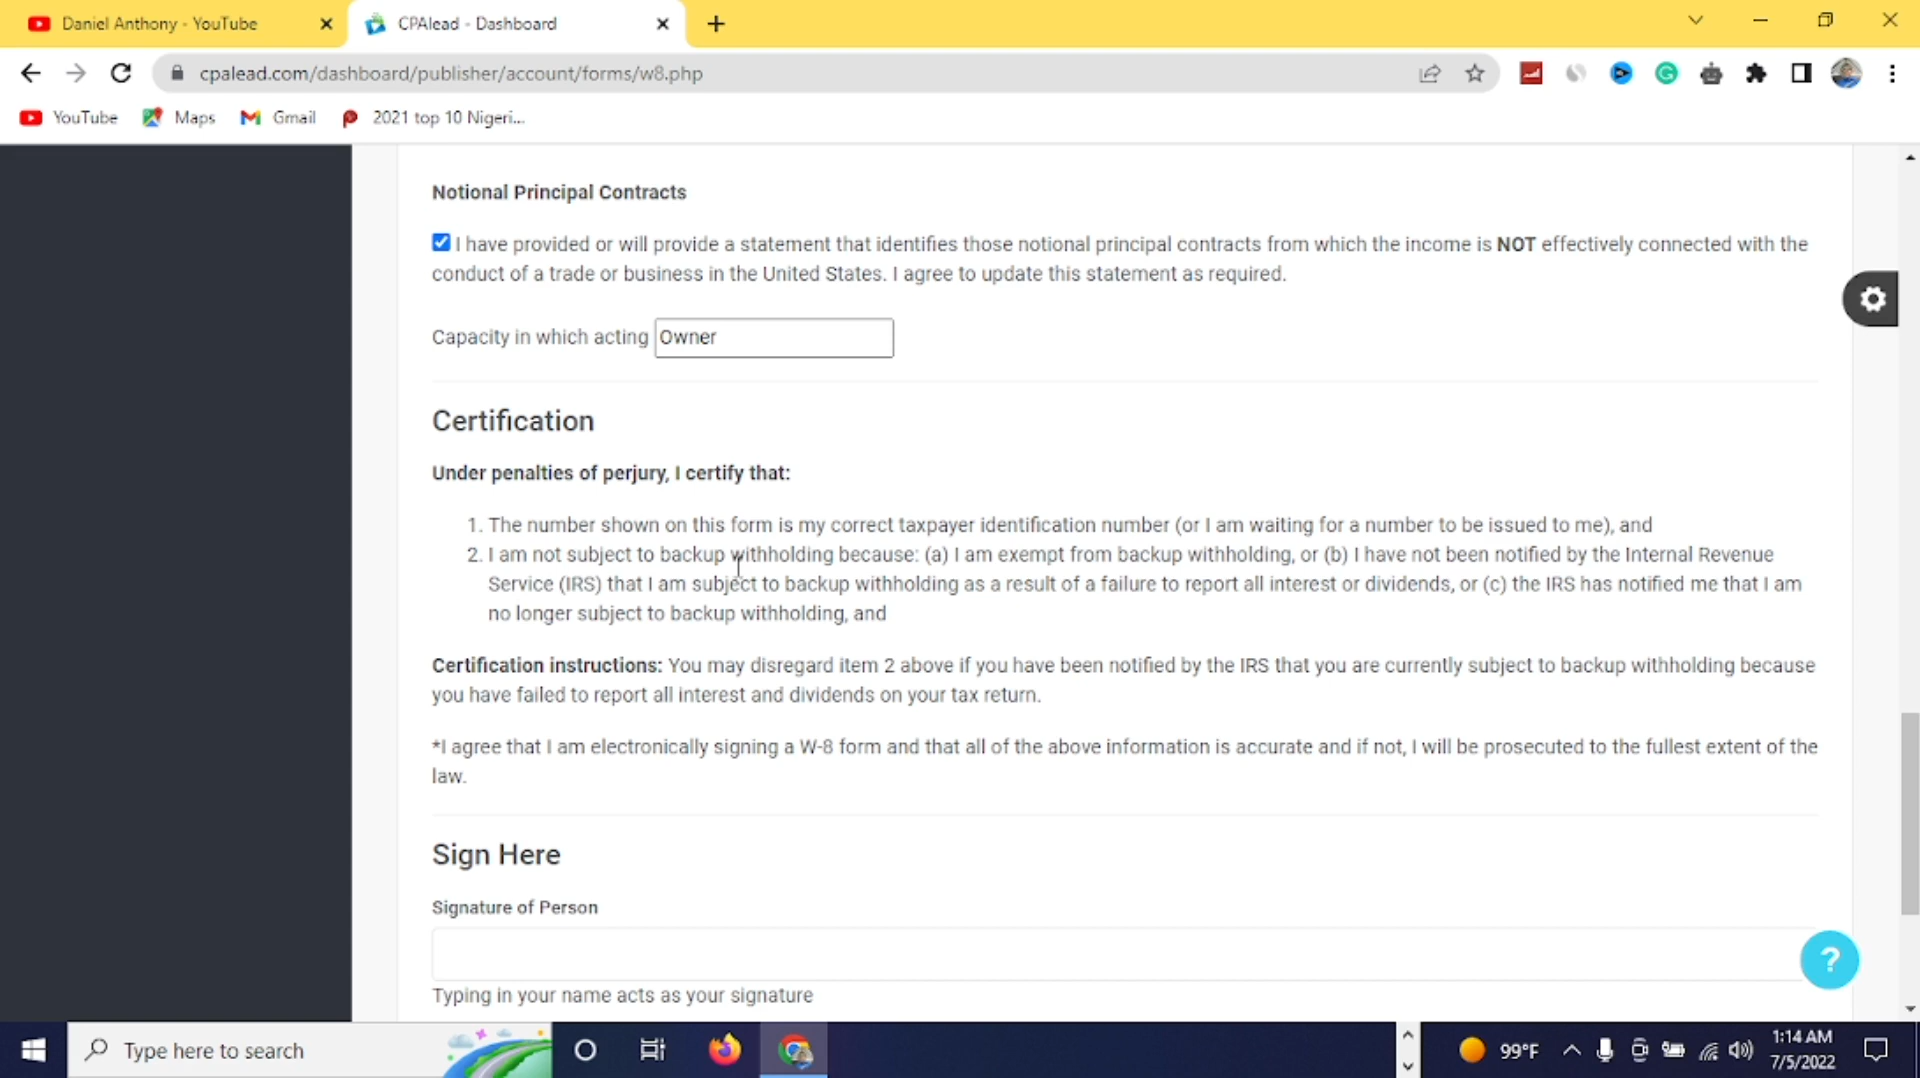 Daniel Anthony - YouTube
CPAlead - Dashboard
cpalead.com/dashboard/publisher/account/forms/w8.php
YouTube
Maps
Gmail
2021 top 10 Nigeri...
Notional Principal Contracts
I have provided or will provide a statement that identifies those notional principal contracts from which the income is NOT effectively connected with the
conduct of a trade or business in the United States. I agree to update this statement as required.
Capacity in which acting Owner
Certification
Under penalties of perjury, I certify that:
1. The number shown on this form is my correct taxpayer identification number (or I am waiting for a number to be issued to me), and
2. I am not subject to backup withholding because: (a) I am exempt from backup withholding, or (b) I have not been notified by the Internal Revenue
Service (IRS) that I am subject to backup withholding as a result of a failure to report all interest or dividends, or (c) the IRS has notified me that I am
no longer subject to backup withholding, and
Certification instructions: You may disregard item 2 above if you have been notified by the IRS that you are currently subject to backup withholding because
you have failed to report all interest and dividends on your tax return.
*I agree that I am electronically signing a W-8 form and that all of the above information is accurate and if not, I will be prosecuted to the fullest extent of the
law.
Sign Here
Signature of Person
?
Typing in your name acts as your signature
Type here to search
99°F
1:14 AM
7/5/2022